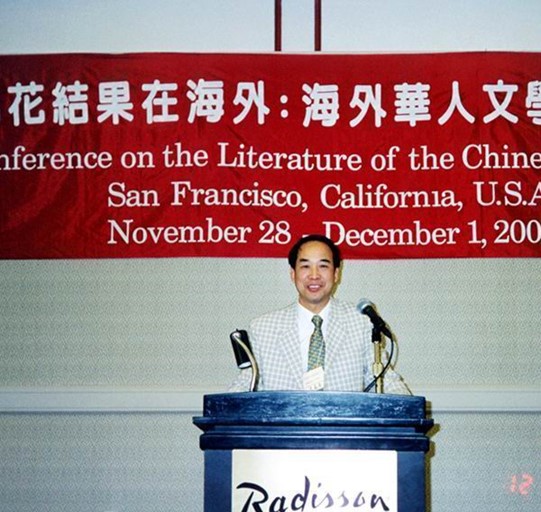 花結果在海外:海外華人文學
nference on the Literature of the Chine
San Francisco, California, U.S.A
November 28 - December 1, 200
Radisson
12